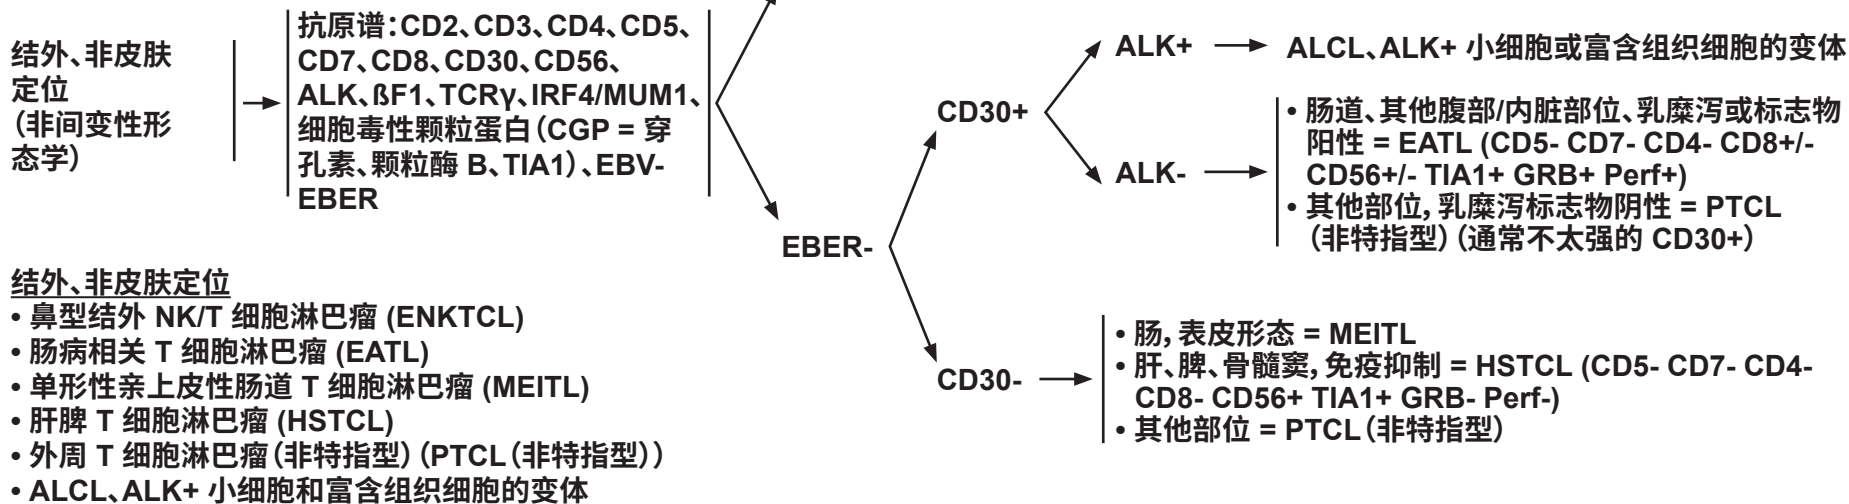 结外、非皮肤
定位
（非间变性形
态学）
抗原谱：CD2、CD3、CD4、CD5、
CD7、CD8、CD30、CD56、
ALK、ßF1、TCRγ、IRF4/MUM1、
细胞毒性颗粒蛋白（CGP = 穿
孔素、颗粒酶 B、TIA1）、EBV-
EBER
EBER-
CD30+
ALK+
ALCL、ALK+ 小细胞或富含组织细胞的变体
ALK-
• 肠道、其他腹部/内脏部位、乳糜泻或标志物
阳性 = EATL (CD5- CD7- CD4- CD8+/-
CD56+/- TIA1+ GRB+ Perf+)
• 其他部位，乳糜泻标志物阴性 = PTCL
（非特指型）（通常不太强的 CD30+）
CD30-
• 肠，表皮形态 = MEITL
• 肝、脾、骨髓窦，免疫抑制 = HSTCL (CD5- CD7- CD4-
CD8- CD56+ TIA1+ GRB- Perf-)
• 其他部位 = PTCL（非特指型）
结外、非皮肤定位
• 鼻型结外 NK/T 细胞淋巴瘤 (ENKTCL)
• 肠病相关 T 细胞淋巴瘤 (EATL)
• 单形性亲上皮性肠道 T 细胞淋巴瘤 (MEITL)
• 肝脾 T 细胞淋巴瘤 (HSTCL)
• 外周 T 细胞淋巴瘤（非特指型）（PTCL（非特指型））
• ALCL、ALK+ 小细胞和富含组织细胞的变体